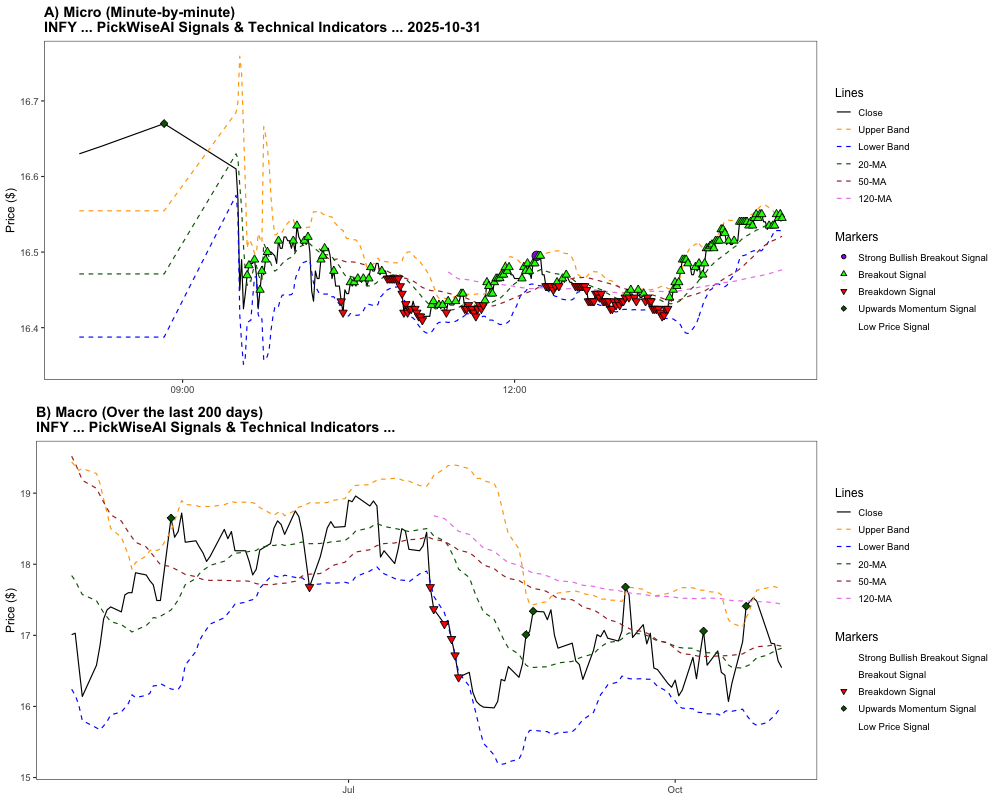 A) Micro (Minute-by-minute)
INFY ... PickWiseAI Signals & Technical Indicators ... 2025-10-31
Price ($)
16.7
16.6
16.5
16.4
09:00
12:00
Lines
Close
Upper Band
Lower Band
20-MA
50-MA
120-MA
Markers
Strong Bullish Breakout Signal
Breakout Signal
Breakdown Signal
Upwards Momentum Signal
Low Price Signal
B) Macro (Over the last 200 days)
INFY ... PickWiseAI Signals & Technical Indicators ...
Price ($)
19
18
17
16
15
Jul
Oct
Lines
Close
Upper Band
Lower Band
20-MA
50-MA
120-MA
Markers
Strong Bullish Breakout Signal
Breakout Signal
Breakdown Signal
Upwards Momentum Signal
Low Price Signal